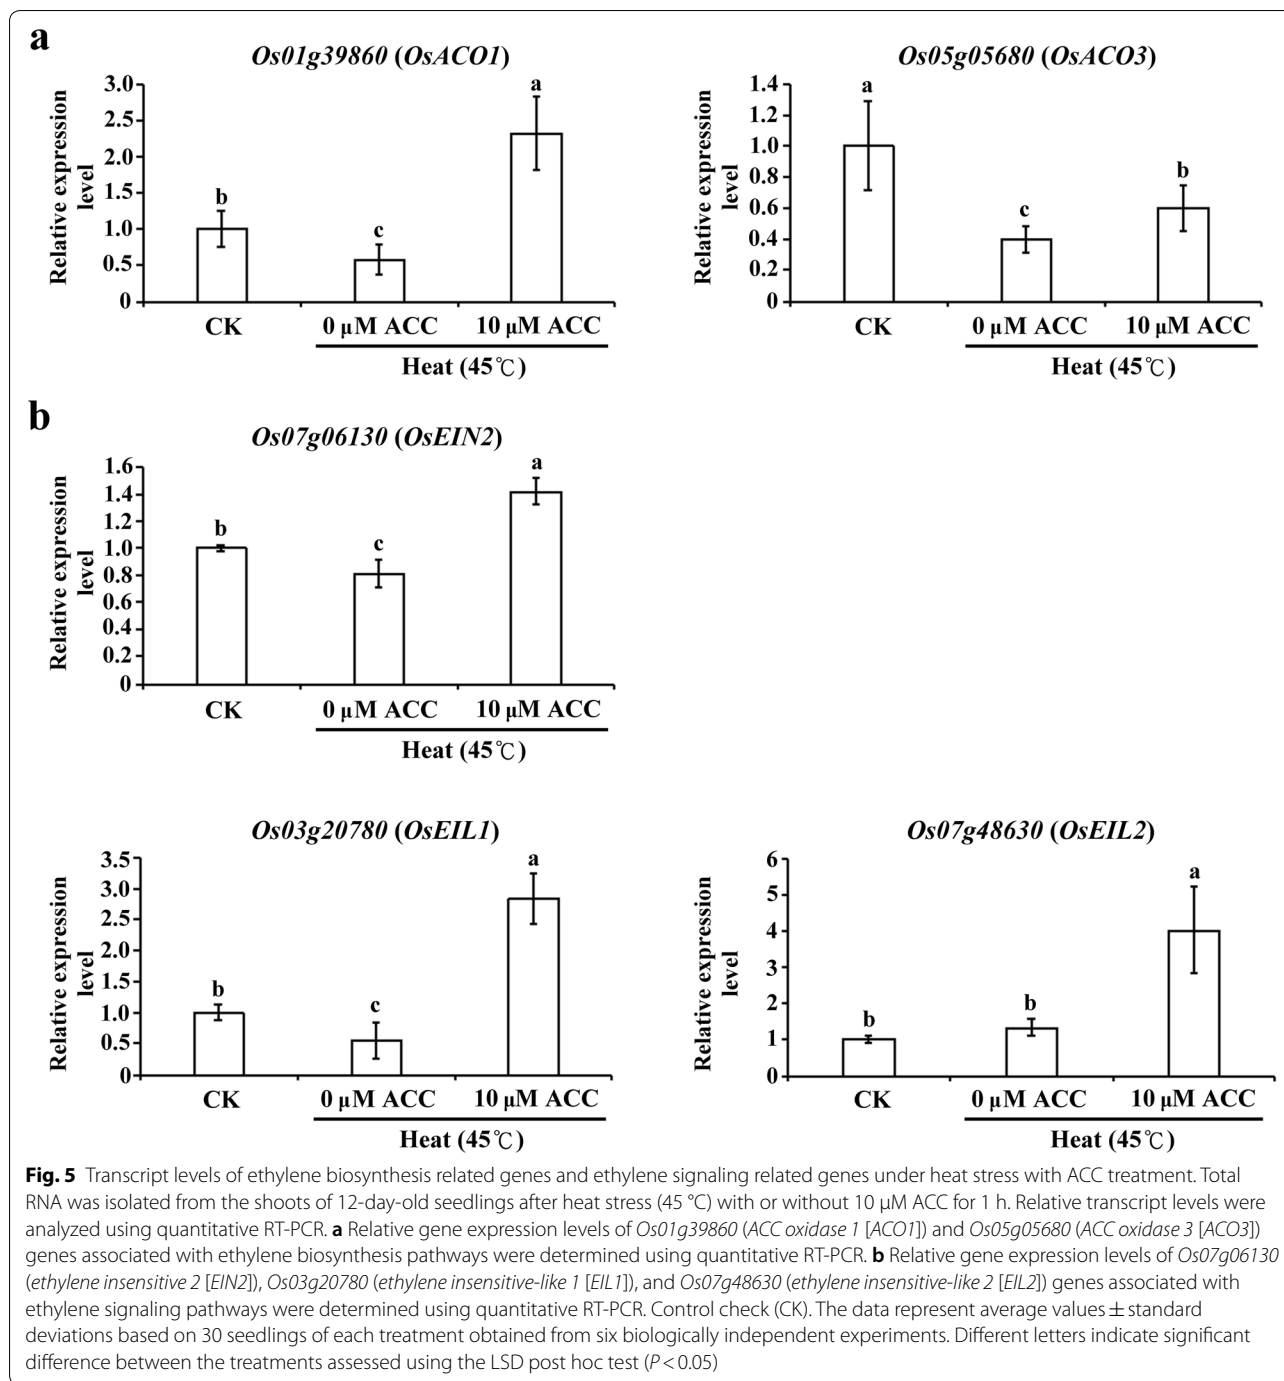 a
Os01g39860 (OsACO1)
Relative expression
level
3.0
2.5
2.0
1.5
1.0
0.5
0
b
c
a
CK
0 µM ACC
10 µM ACC
Heat (45℃)
Os05g05680 (OsACO3)
Relative expression
level
1.4
1.2
1.0
0.8
0.6
0.4
0.2
0
a
c
b
CK
0 µM ACC
10 µM ACC
Heat (45℃)
b
Os07g06130 (OsEIN2)
Relative expression
level
1.6
1.4
1.2
1.0
0.8
0.6
0.4
0.2
0
b
c
a
CK
0 µM ACC
10 µM ACC
Heat (45℃)
Os03g20780 (OsEIL1)
Relative expression
level
3.5
3.0
2.5
2.0
1.5
1.0
0.5
0
b
c
a
CK
0 µM ACC
10 µM ACC
Heat (45℃)
Os07g48630 (OsEIL2)
Relative expression
level
6
5
4
3
2
1
0
b
b
a
CK
0 µM ACC
10 µM ACC
Heat (45℃)
Fig. 5 Transcript levels of ethylene biosynthesis related genes and ethylene signaling related genes under heat stress with ACC treatment. Total
RNA was isolated from the shoots of 12-day-old seedlings after heat stress (45 °C) with or without 10 µM ACC for 1 h. Relative transcript levels were
analyzed using quantitative RT-PCR. a Relative gene expression levels of Os01g39860 (ACC oxidase 1 [ACO1]) and Os05g05680 (ACC oxidase 3 [ACO3])
genes associated with ethylene biosynthesis pathways were determined using quantitative RT-PCR. b Relative gene expression levels of Os07g06130
(ethylene insensitive 2 [EIN2]), Os03g20780 (ethylene insensitive-like 1 [EIL1]), and Os07g48630 (ethylene insensitive-like 2 [EIL2]) genes associated with
ethylene signaling pathways were determined using quantitative RT-PCR. Control check (CK). The data represent average values ± standard
deviations based on 30 seedlings of each treatment obtained from six biologically independent experiments. Different letters indicate significant
difference between the treatments assessed using the LSD post hoc test (P < 0.05)